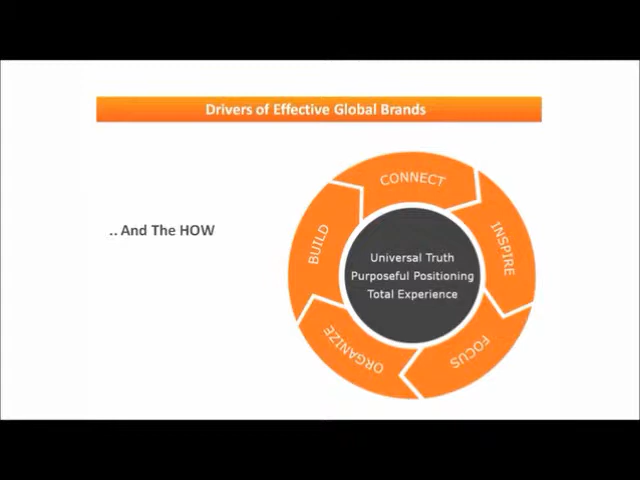 Drivers of Effective Global Brands
.. And The HOW
CONNECT
INSPIRE
FOCUS
ORGANIZE
BUILD
Universal Truth
Purposeful Positioning
Total Experience